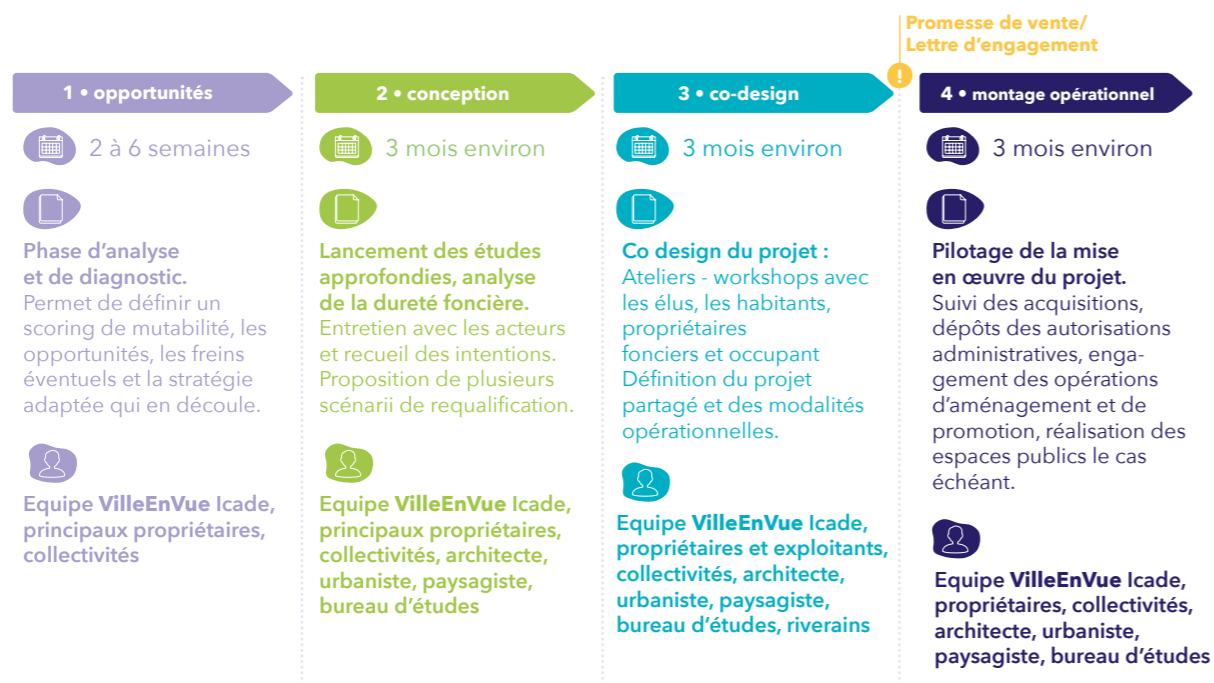 Promesse de vente/
Lettre d'engagement
!
1 • opportunités
2 à 6 semaines
Phase d'analyse
et de diagnostic.
Permet de définir un
scoring de mutabilité, les
opportunités, les freins
éventuels et la stratégie
adaptée qui en découle.
Equipe VilleEnVue Icade,
principaux propriétaires,
collectivités
2 • conception
3 mois environ
Lancement des études
approfondies, analyse
de la dureté foncière.
Entretien avec les acteurs
et recueil des intentions.
Proposition de plusieurs
scénarii de requalification.
Equipe VilleEnVue Icade,
principaux propriétaires,
collectivités, architecte,
urbaniste, paysagiste,
bureau d'études
3 • co-design
3 mois environ
Co design du projet :
Ateliers - workshops avec
les élus, les habitants,
propriétaires
fonciers et occupant
Définition du projet
partagé et des modalités
opérationnelles.
Equipe VilleEnVue Icade,
propriétaires et exploitants,
collectivités, architecte,
urbaniste, paysagiste,
bureau d'études, riverains
4 • montage opérationnel
3 mois environ
Pilotage de la mise
en œuvre du projet.
Suivi des acquisitions,
dépôts des autorisations
administratives, enga-
gement des opérations
d'aménagement et de
promotion, réalisation des
espaces publics le cas
échéant.
Equipe VilleEnVue Icade,
propriétaires, collectivités,
architecte, urbaniste,
paysagiste, bureau d'études